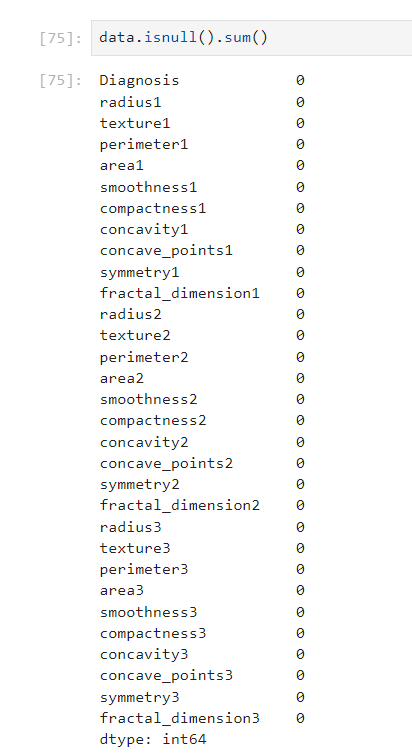 [75]: data.isnull().sum()
[75]: Diagnosis 0
radius1 0
texture1 0
perimeter1 0
area1 0
smoothness1 0
compactness1 0
concavity1 0
concave_points1 0
symmetry1 0
fractal_dimension1 0
radius2 0
texture2 0
perimeter2 0
area2 0
smoothness2 0
compactness2 0
concavity2 0
concave_points2 0
symmetry2 0
fractal_dimension2 0
radius3 0
texture3 0
perimeter3 0
area3 0
smoothness3 0
compactness3 0
concavity3 0
concave_points3 0
symmetry3 0
fractal_dimension3 0
dtype: int64